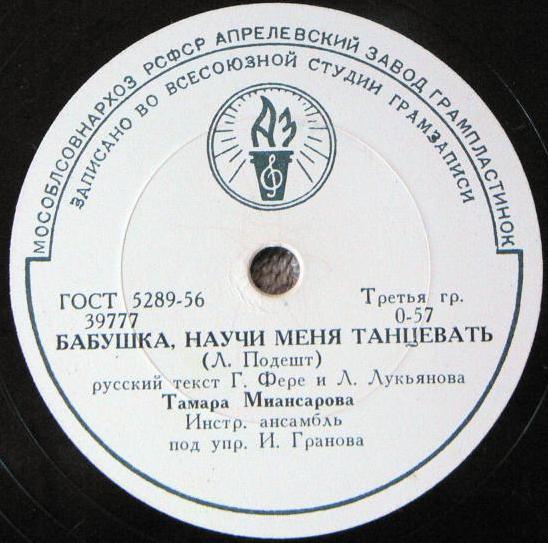 МОСОБЛСОВНАРХОЗ РСФСР АПРЕЛЕВСКИЙ ЗАВОД ГРАМПЛАСТИНОК
ЗАПИСАНО ВО ВСЕСОЮЗНОЙ СТУДИИ ГРАМЗАПИСИ
АЗ
ГОСТ 5289-56 Третья гр.
39777 0-57
БАБУШКА, НАУЧИ МЕНЯ ТАНЦЕВАТЬ
(Л. Подешт)
русский текст Г. Фере и Л. Лукьянова
Тамара Миансарова
Инстр. ансамбль
под упр. И. Гранова